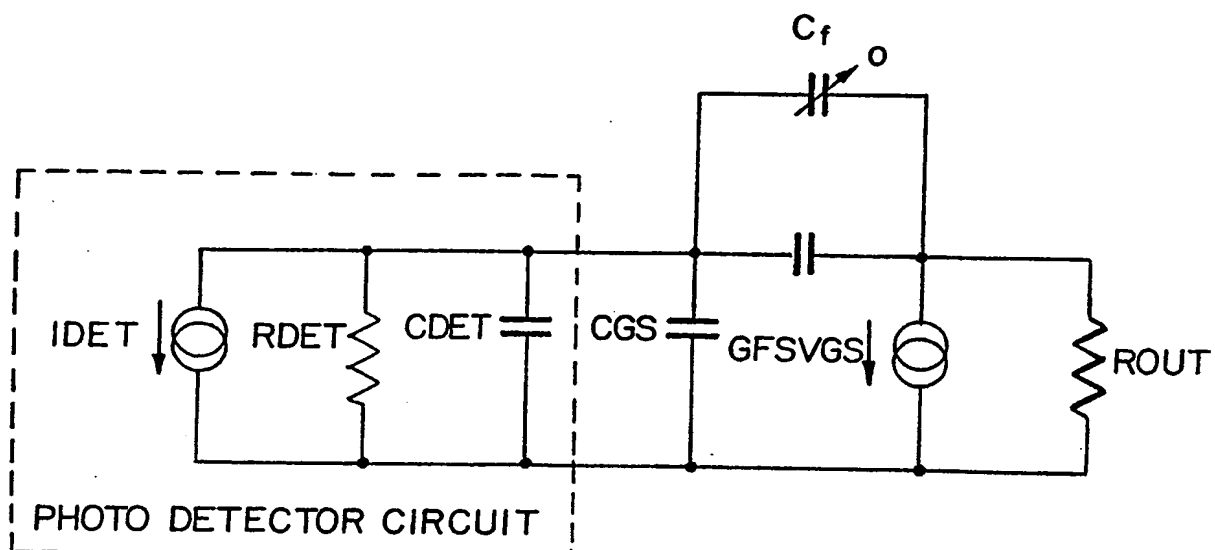 Cf
O
IDET
RDET
CDET
CGS
GFSVGS
ROUT
PHOTO DETECTOR CIRCUIT